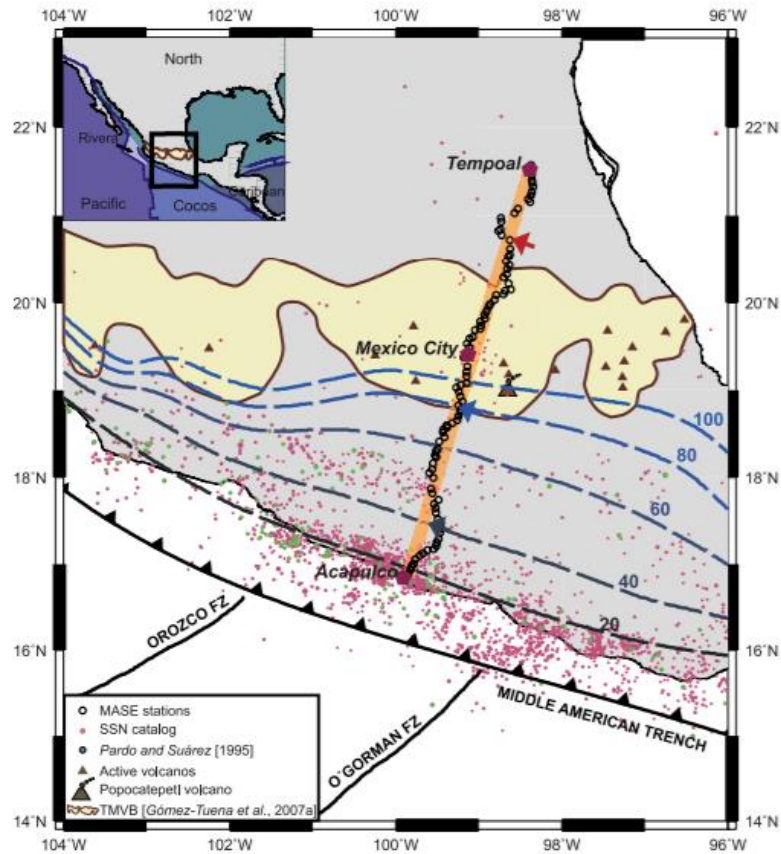 104˚W 102˚W 100˚W 98˚W 96˚W
North
Rivera
Pacific
Cocos
Caribbean
22˚N 22˚N
Tempoal
20˚N 20˚N
Mexico City
100
80
18˚N 18˚N
60
40
Acapulco
20
16˚N 16˚N
OROZCO FZ
MIDDLE AMERICAN TRENCH
O'GORMAN FZ
MASE stations
SSN catalog
Pardo and Suárez [1995]
Active volcanos
Popocatepetl volcano
TMVB [Gómez-Tuena et al., 2007a]
14˚N 14˚N
104˚W 102˚W 100˚W 98˚W 96˚W